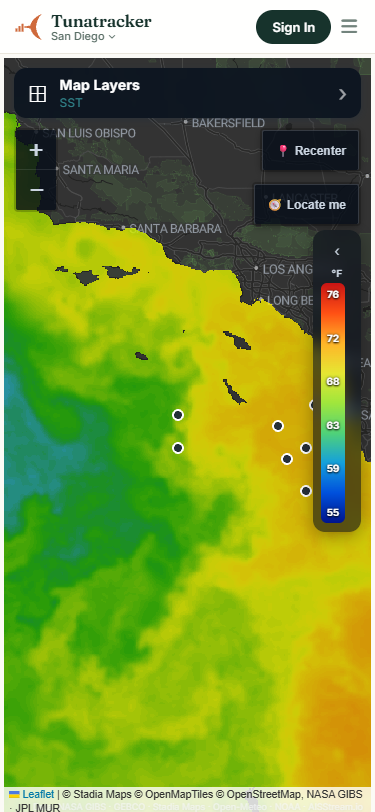 Tunatracker
San Diego
Sign In
Map Layers
SST
BAKERSFIELD
SAN LUIS OBISPO
+
Recenter
SANTA MARIA
−
LANCASTER
Locate me
SANTA BARBARA
°F
LOS ANG
76
LONG BE
72
68
63
59
55
Leaflet | © Stadia Maps © OpenMapTiles © OpenStreetMap, NASA GIBS
· JPL MUR